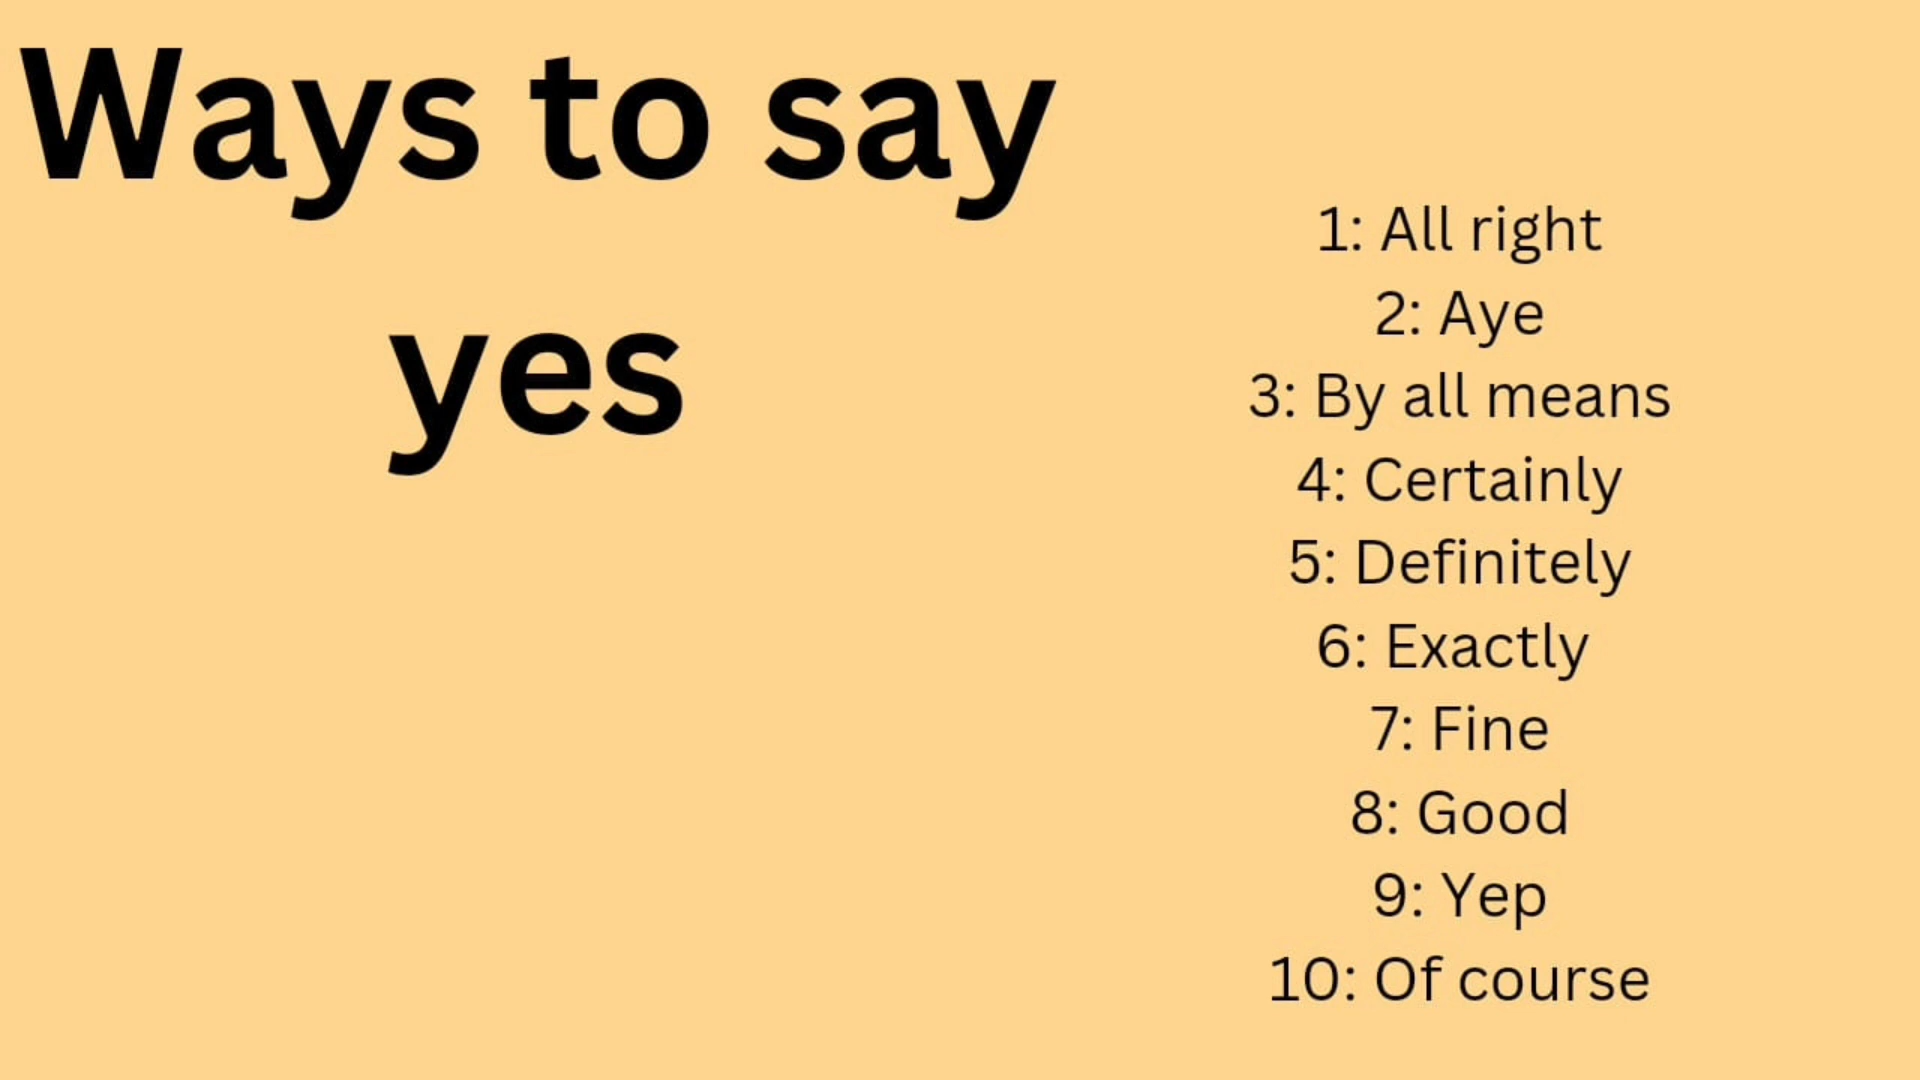 Ways to say
yes
1: All right
2: Aye
3: By all means
4: Certainly
5: Definitely
6: Exactly
7: Fine
8: Good
9: Yep
10: Of course